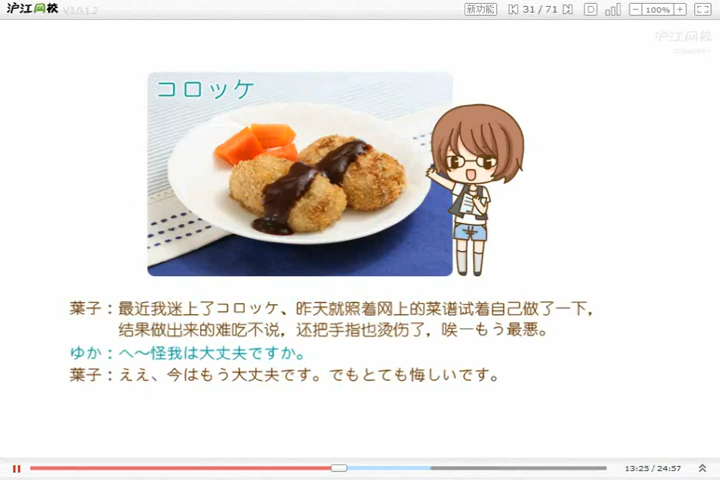 沪江网校 V3.0.1.2
新功能 31 / 71 D 100%
沪江网校
コロッケ
葉子：最近我迷上了コロッケ、昨天就照着网上的菜谱试着自己做了一下，
结果做出来的难吃不说，还把手指也烫伤了，唉ーもう最悪。
ゆか：へ～怪我は大丈夫ですか。
葉子：ええ、今はもう大丈夫です。でもとても悔しいです。
13:25 / 24:57